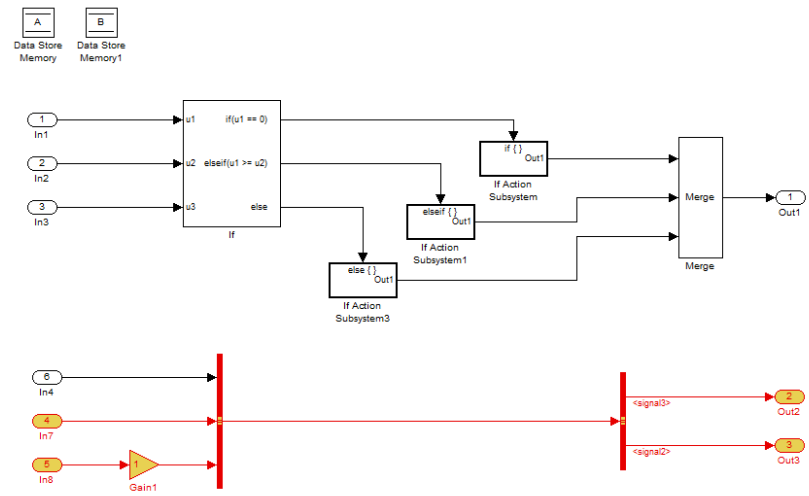 A
B
Data Store
Memory
Data Store
Memory1
1
In1
2
In2
3
In3
u1
if(u1 == 0)
u2
elseif(u1 >= u2)
u3
else
If
if { }
Out1
If Action
Subsystem
elseif { }
Out1
If Action
Subsystem1
else { }
Out1
If Action
Subsystem3
Merge
Merge
1
Out1
6
In4
4
In7
5
In8
1
Gain1
<signal3>
<signal2>
2
Out2
3
Out3